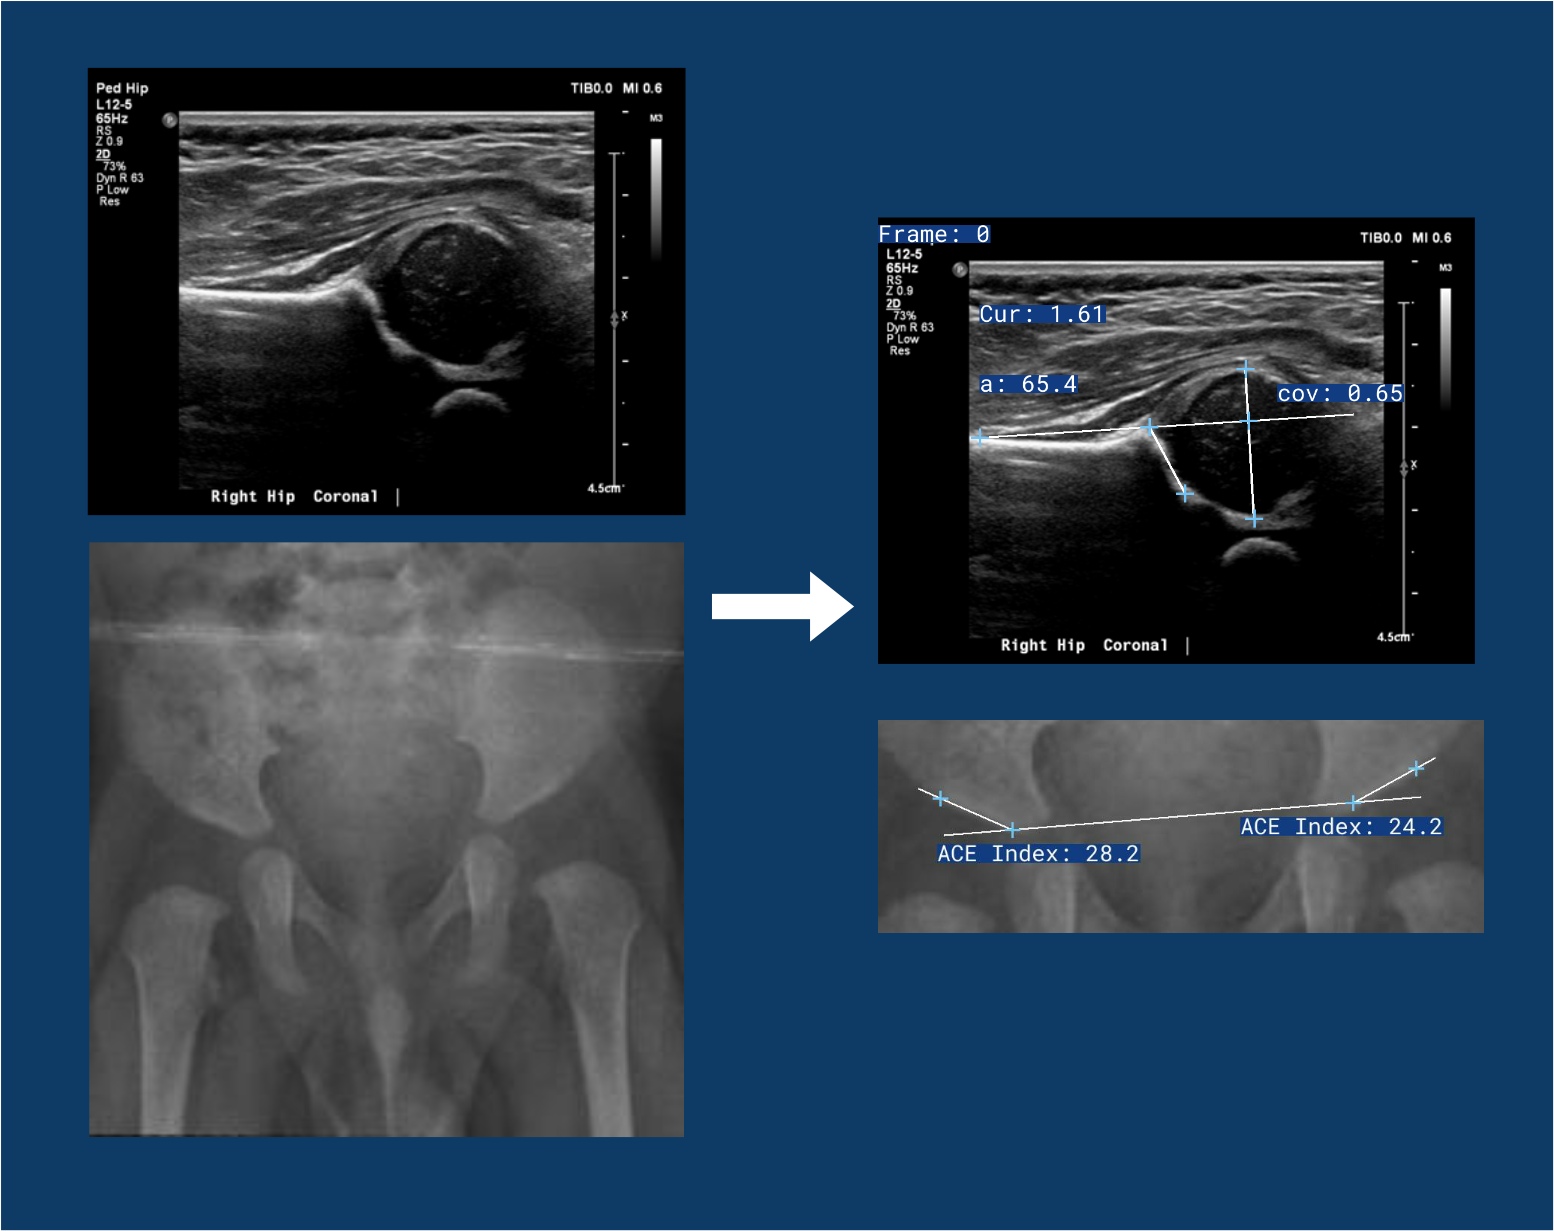 Ped Hip
TIB0.0 MI 0.6
L12-5
65Hz
RS
Z 0.9
2D
73%
Dyn R 63
P Low
Res
P
M3
x
4.5cm
Right Hip Coronal |
Frame: 0
TIB0.0 MI 0.6
L12-5
65Hz
RS
Z 0.9
2D
73%
Dyn R 63
P Low
Res
P
M3
Cur: 1.61
a: 65.4
cov: 0.65
x
4.5cm
Right Hip Coronal |
ACE Index: 24.2
ACE Index: 28.2